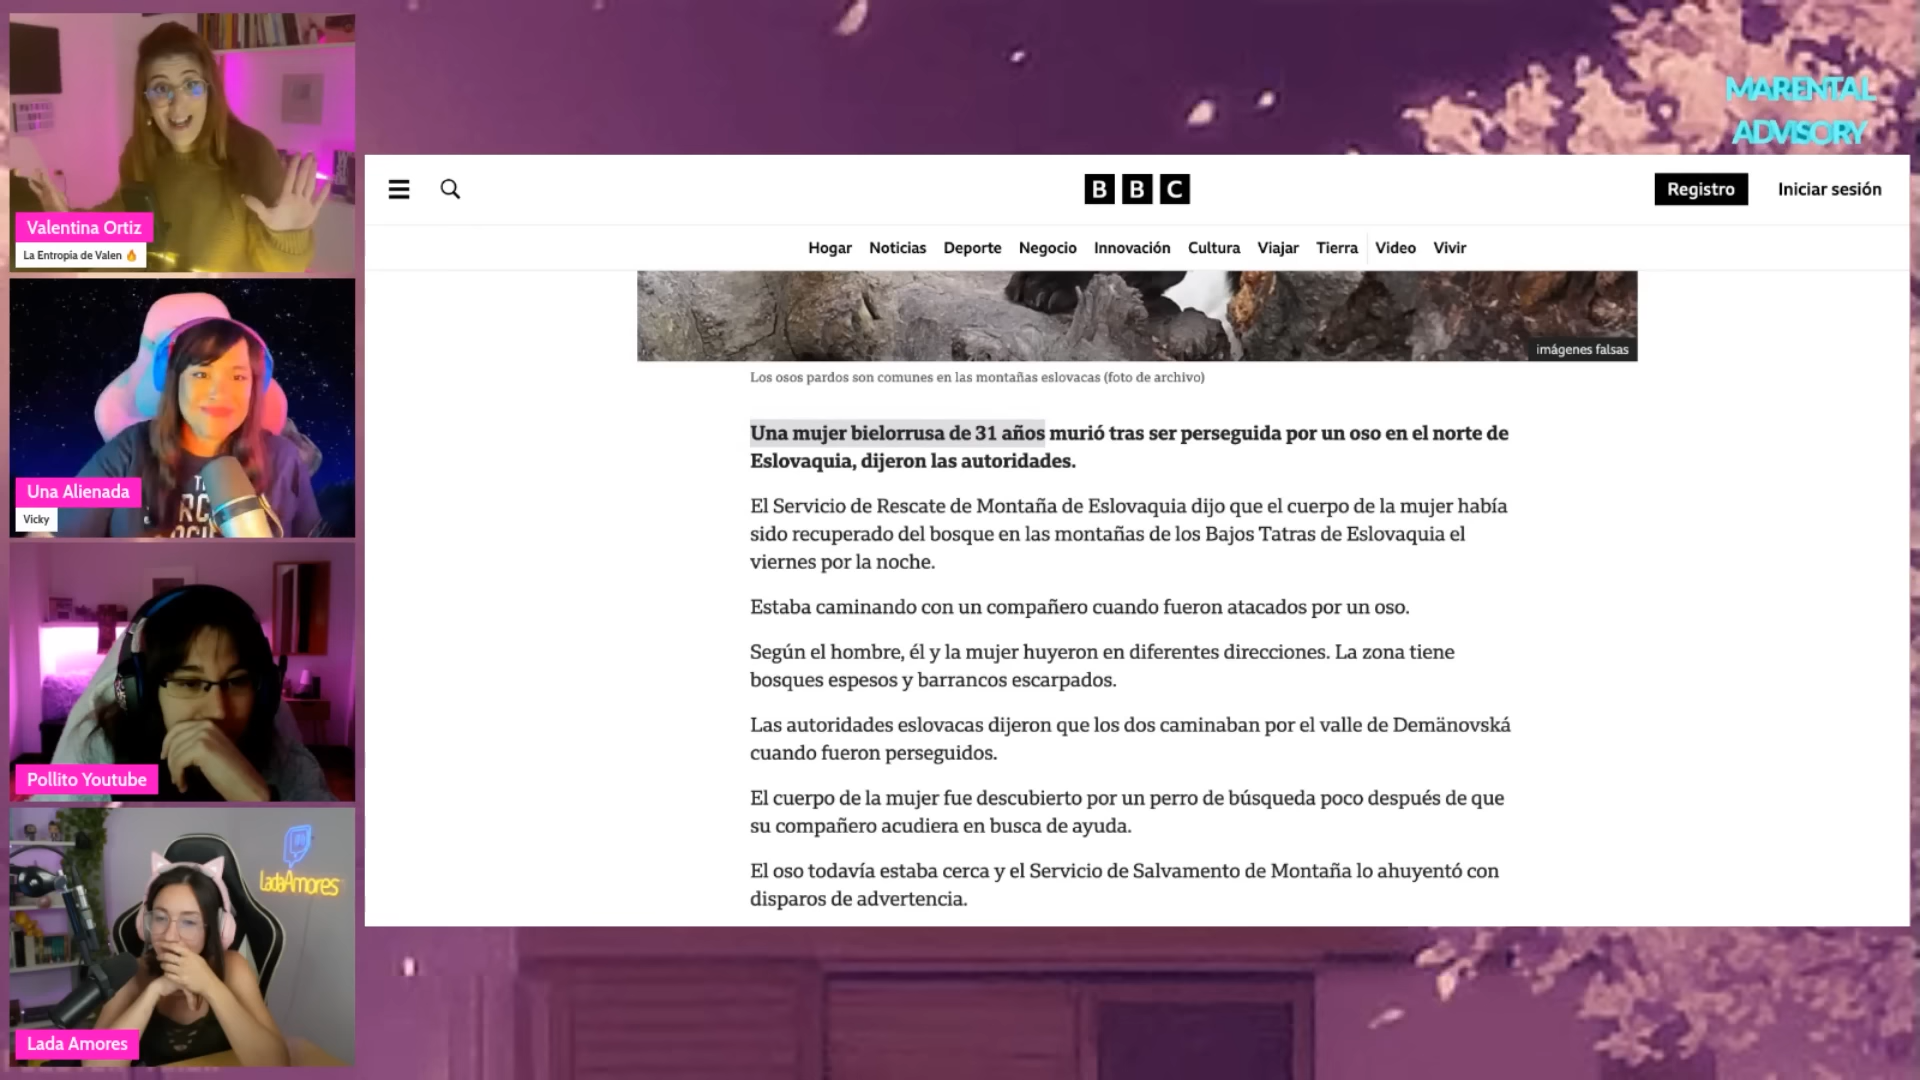 MARENTAL
ADVISORY
BBC
Registro
Iniciar sesión
Hogar Noticias Deporte Negocio Innovación Cultura Viajar Tierra Video Vivir
imágenes falsas
Los osos pardos son comunes en las montañas eslovacas (foto de archivo)
Una mujer bielorrusa de 31 años murió tras ser perseguida por un oso en el norte de
Eslovaquia, dijeron las autoridades.
El Servicio de Rescate de Montaña de Eslovaquia dijo que el cuerpo de la mujer había
sido recuperado del bosque en las montañas de los Bajos Tatras de Eslovaquia el
viernes por la noche.
Estaba caminando con un compañero cuando fueron atacados por un oso.
Según el hombre, él y la mujer huyeron en diferentes direcciones. La zona tiene
bosques espesos y barrancos escarpados.
Las autoridades eslovacas dijeron que los dos caminaban por el valle de Demänovská
cuando fueron perseguidos.
El cuerpo de la mujer fue descubierto por un perro de búsqueda poco después de que
su compañero acudiera en busca de ayuda.
El oso todavía estaba cerca y el Servicio de Salvamento de Montaña lo ahuyentó con
disparos de advertencia.
Valentina Ortiz
La Entropía de Valen 🔥
Una Alienada
Vicky
Pollito Youtube
LadaAmores
Lada Amores